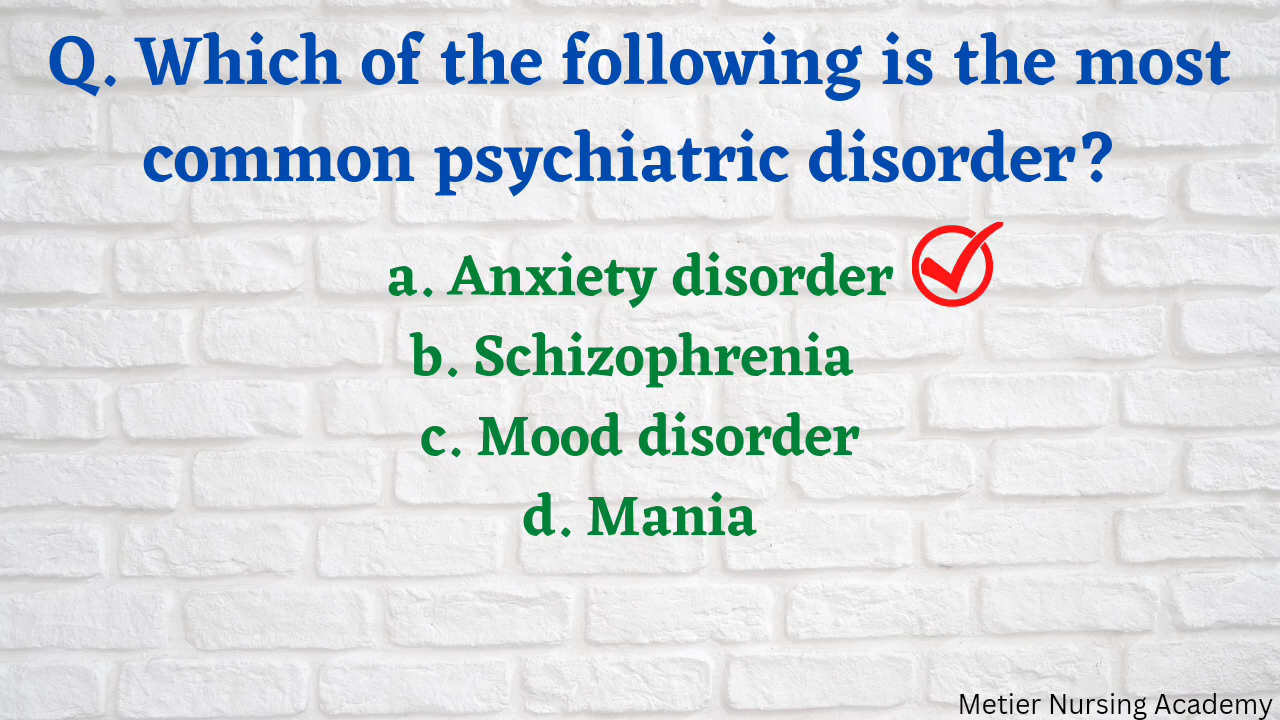 Q. Which of the following is the most
common psychiatric disorder?
a. Anxiety disorder
b. Schizophrenia
c. Mood disorder
d. Mania
Metier Nursing Academy